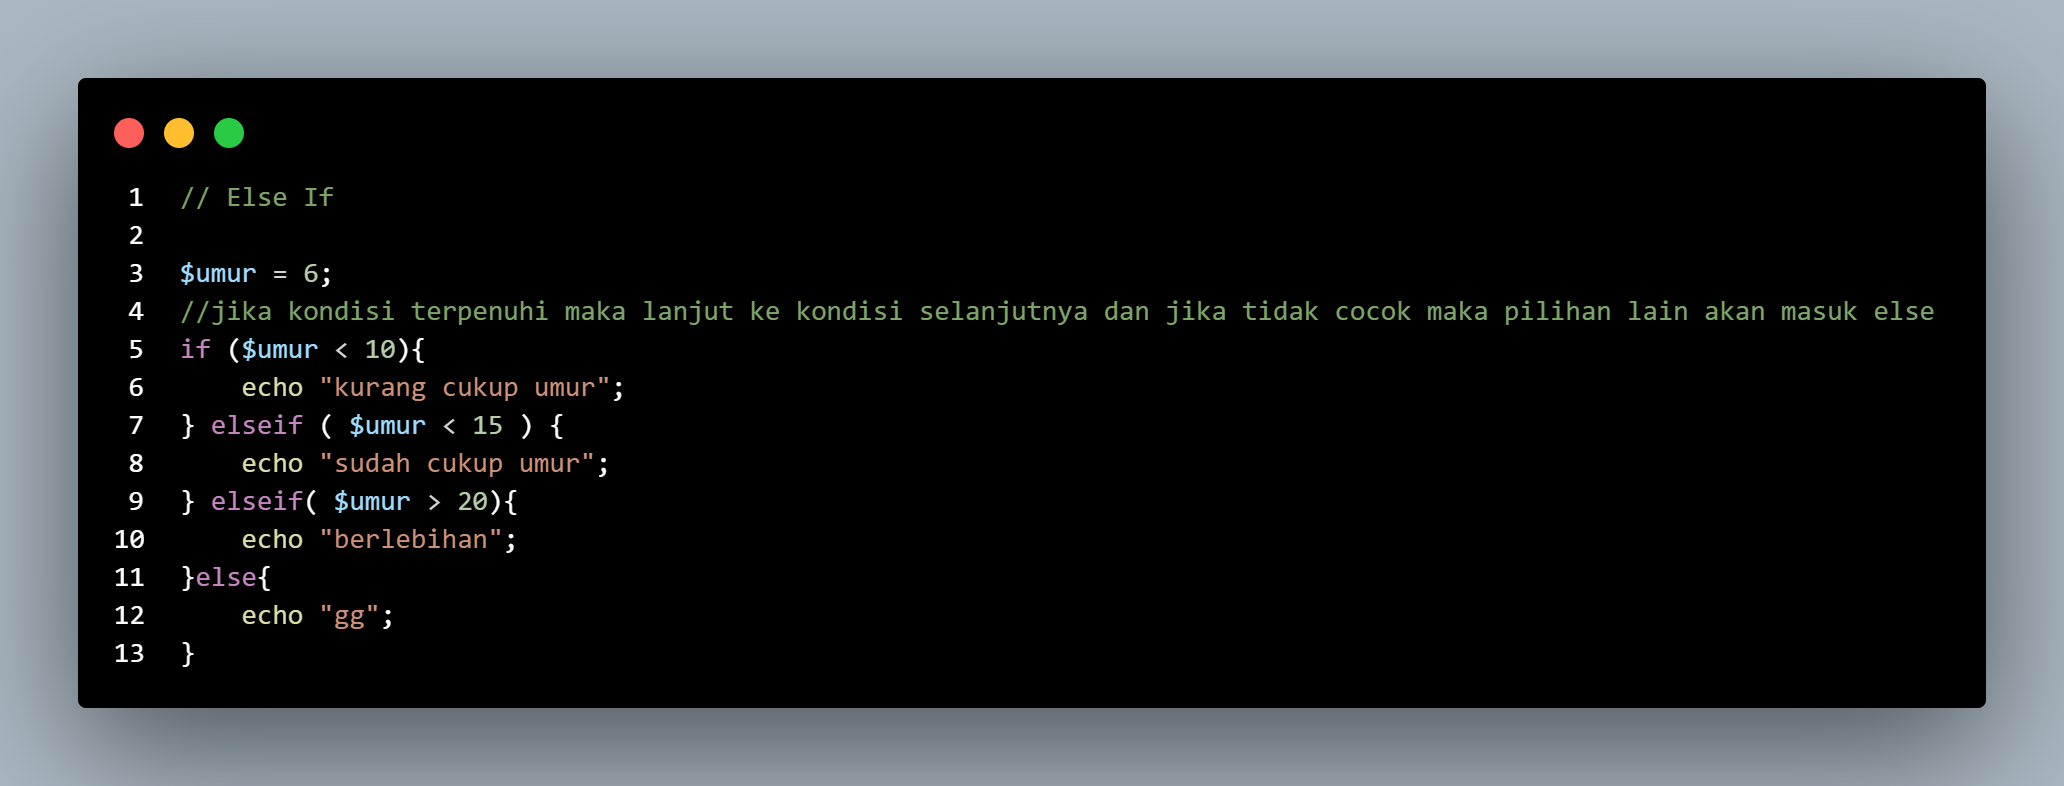 1 // Else If
2
3 $umur = 6;
4 //jika kondisi terpenuhi maka lanjut ke kondisi selanjutnya dan jika tidak cocok maka pilihan lain akan masuk else
5 if ($umur < 10){
6     echo "kurang cukup umur";
7 } elseif ( $umur < 15 ) {
8     echo "sudah cukup umur";
9 } elseif( $umur > 20){
10     echo "berlebihan";
11 }else{
12     echo "gg";
13 }